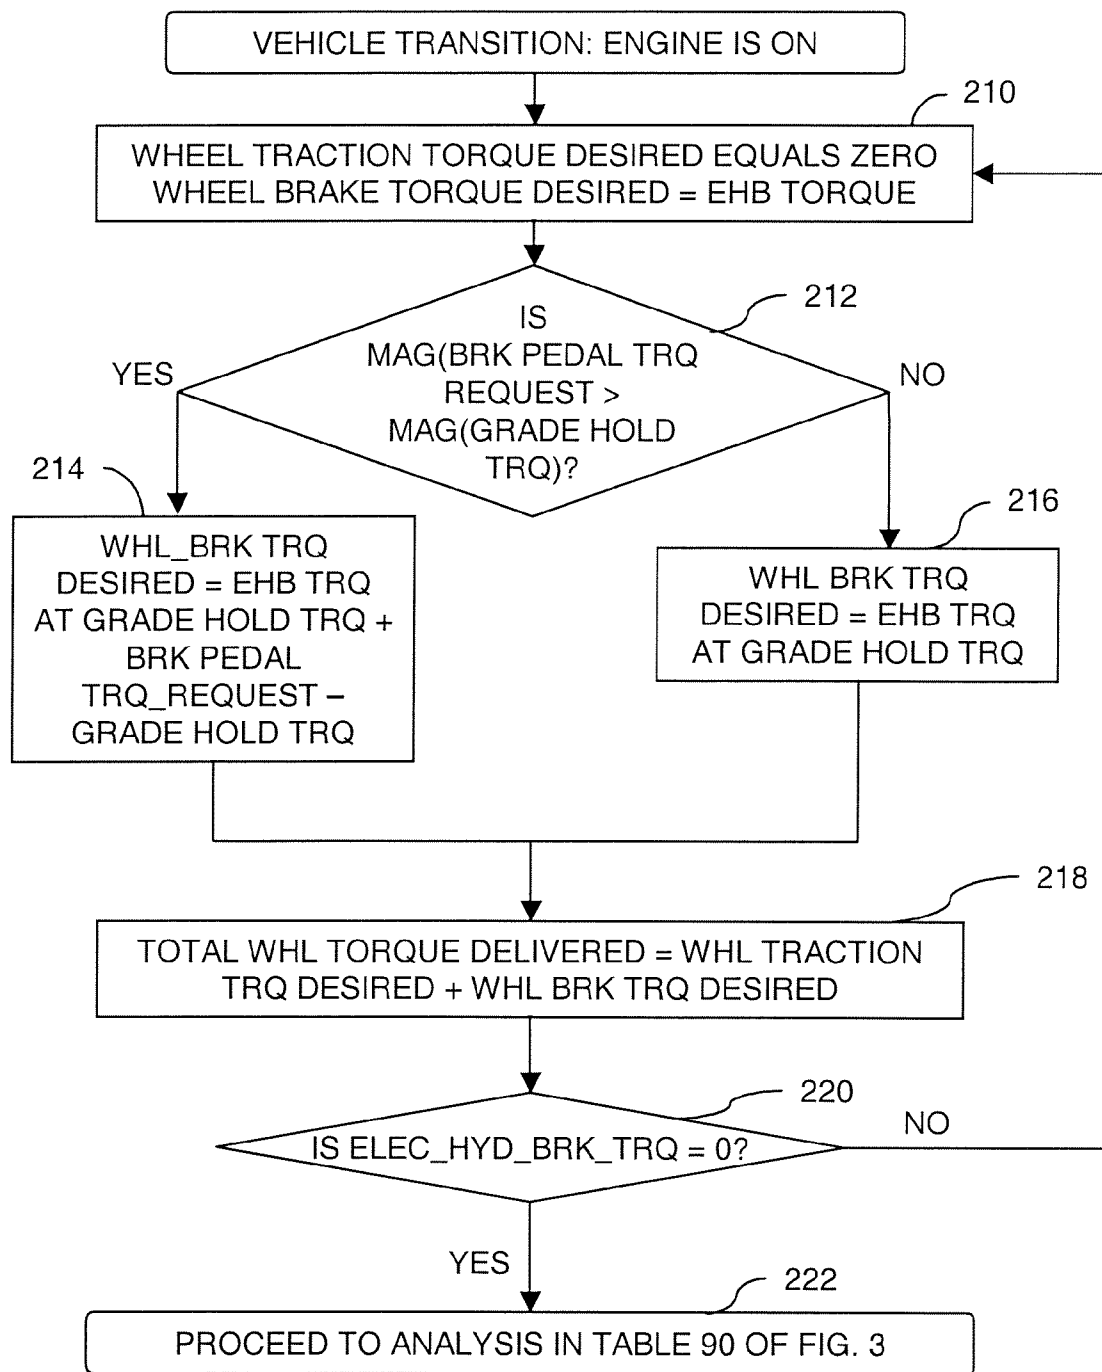 VEHICLE TRANSITION: ENGINE IS ON
210
WHEEL TRACTION TORQUE DESIRED EQUALS ZERO
WHEEL BRAKE TORQUE DESIRED = EHB TORQUE
212
IS
MAG(BRK PEDAL TRQ
REQUEST >
MAG(GRADE HOLD
TRQ)?
YES
NO
214
WHL_BRK TRQ
DESIRED = EHB TRQ
AT GRADE HOLD TRQ +
BRK PEDAL
TRQ_REQUEST –
GRADE HOLD TRQ
216
WHL BRK TRQ
DESIRED = EHB TRQ
AT GRADE HOLD TRQ
218
TOTAL WHL TORQUE DELIVERED = WHL TRACTION
TRQ DESIRED + WHL BRK TRQ DESIRED
220
IS ELEC_HYD_BRK_TRQ = 0?
NO
YES
222
PROCEED TO ANALYSIS IN TABLE 90 OF FIG. 3